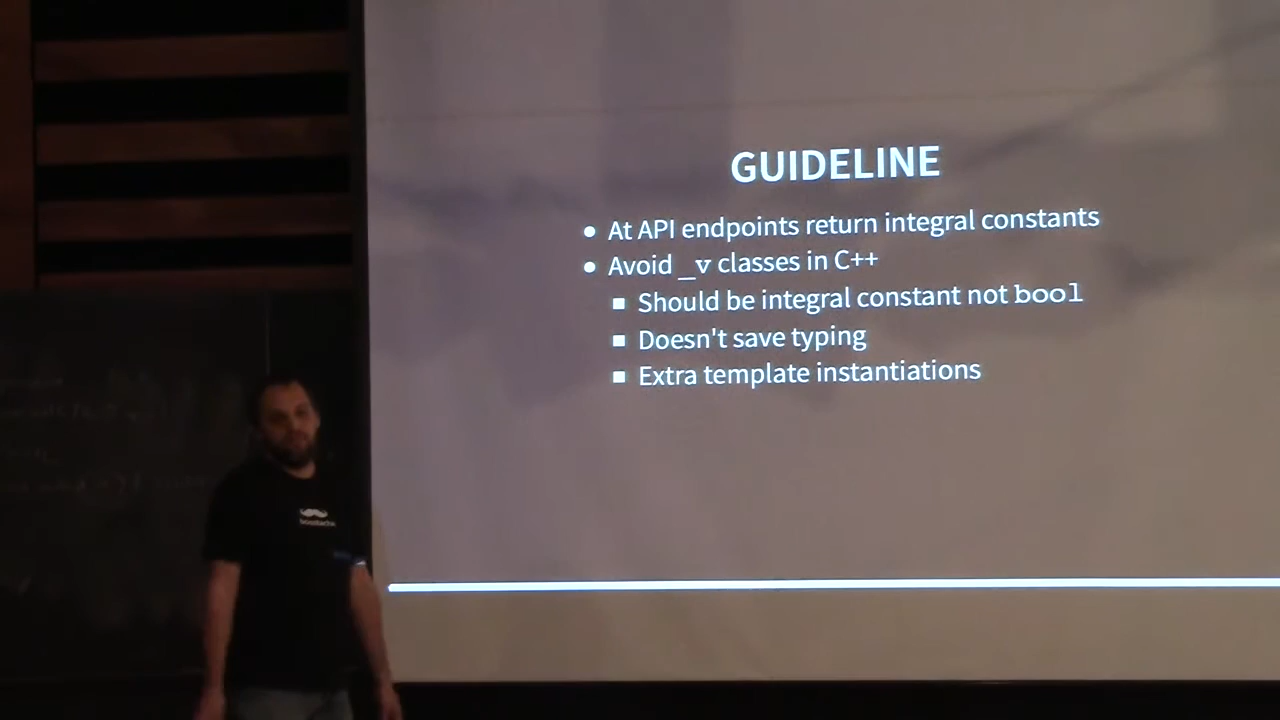 GUIDELINE
At API endpoints return integral constants
Avoid _v classes in C++
Should be integral constant not bool
Doesn't save typing
Extra template instantiations